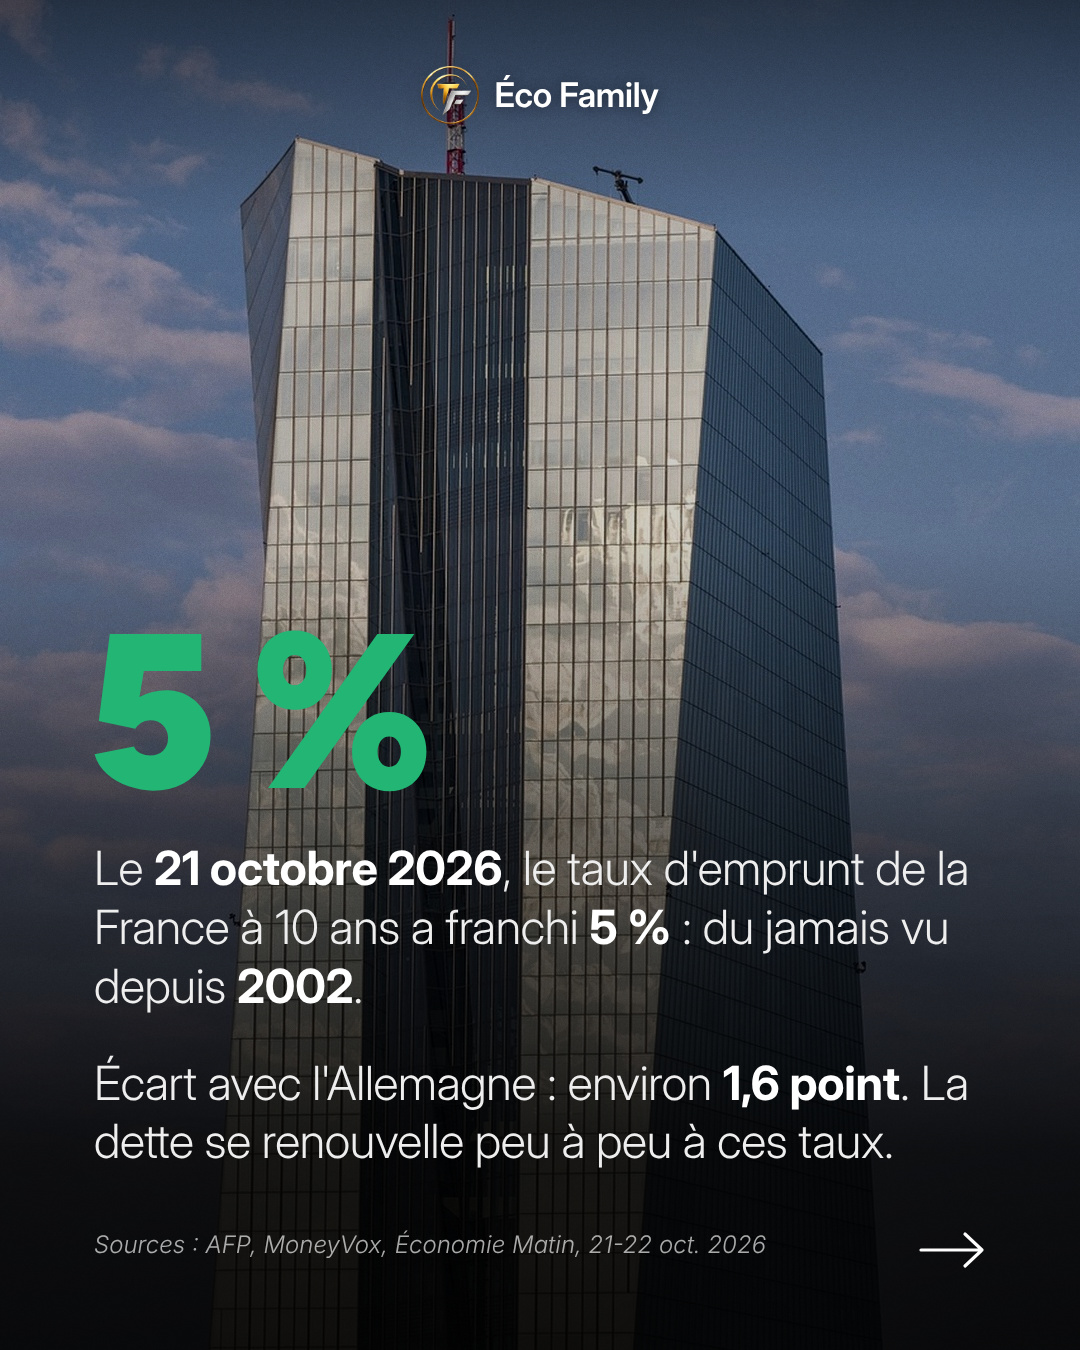 TF Éco Family
5 %
Le 21 octobre 2026, le taux d'emprunt de la
France à 10 ans a franchi 5 % : du jamais vu
depuis 2002.
Écart avec l'Allemagne : environ 1,6 point. La
dette se renouvelle peu à peu à ces taux.
Sources : AFP, MoneyVox, Économie Matin, 21-22 oct. 2026